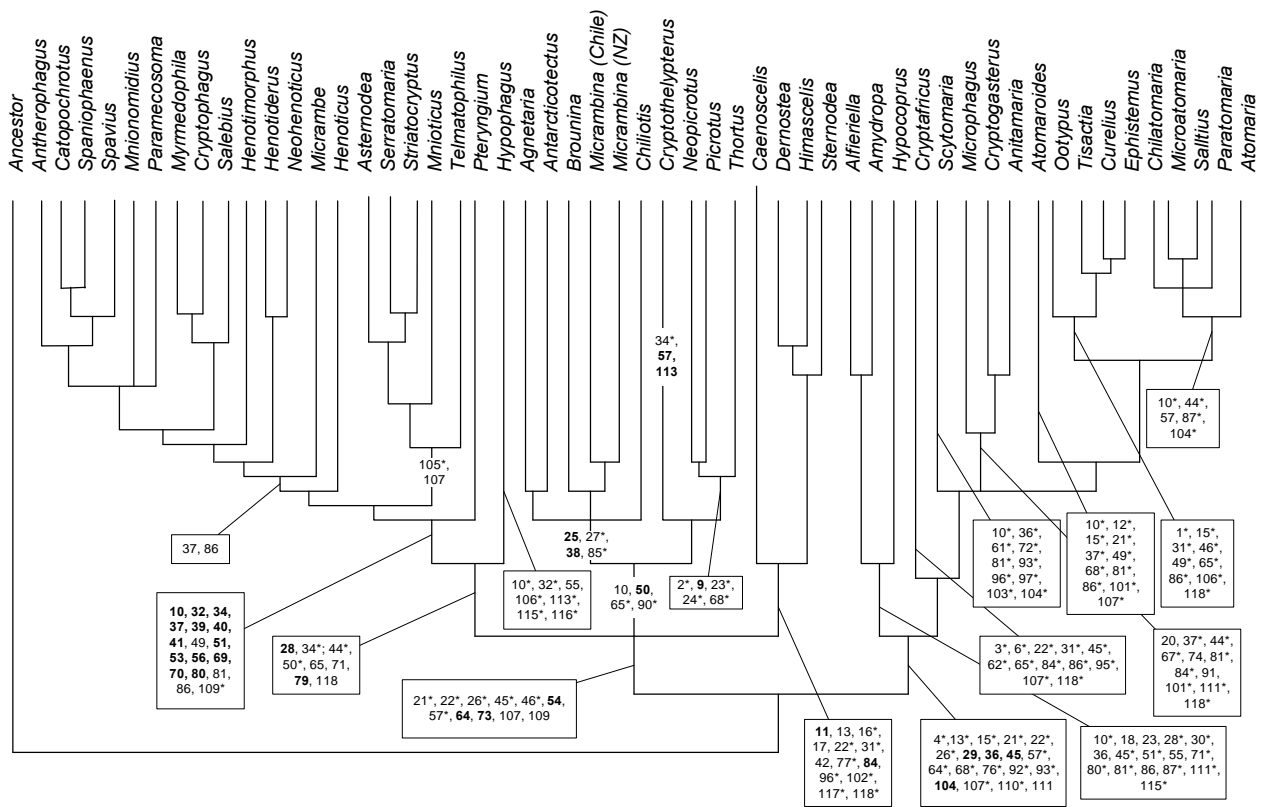 Ancestor
Antherophagus
Catopochrotus
Spaniophaenus
Spavius
Mnionomidius
Paramecosoma
Myrmedophila
Cryptophagus
Salebius
Henotimorphus
Henotiderus
Neohenoticus
Micrambe
Henoticus
Asternodea
Serratomaria
Striatocryptus
Mnioticus
Telmatophilus
Pteryngium
Hypophagus
Agnetaria
Antarcticotectus
Brounina
Micrambina (Chile)
Micrambina (NZ)
Chiliotis
Cryptothelypterus
Neopicrotus
Picrotus
Thortus
Caenoscelis
Dernostea
Himascelis
Sternodea
Alfieriella
Amydropa
Hypocoprus
Cryptafricus
Scytomaria
Microphagus
Cryptogasterus
Anitamaria
Atomaroides
Ootypus
Tisactia
Curelius
Ephistemus
Chilatomaria
Microatomaria
Salltius
Paratomaria
Atomaria
34*,
57,
113
10*, 44*,
57, 87*,
104*
105*,
107
37, 86
25, 27*,
38, 85*
10*, 32*, 55,
106*, 113*,
115*, 116*
10, 50,
65*, 90*
2*, 9, 23*,
24*, 68*
10*, 36*,
61*, 72*,
81*, 93*,
96*, 97*,
103*, 104*
10*, 12*,
15*, 21*,
37*, 49*,
68*, 81*,
86*, 101*,
107*
1*, 15*,
31*, 46*,
49*, 65*,
86*, 106*,
118*
10, 32, 34,
37, 39, 40,
41, 49, 51,
53, 56, 69,
70, 80, 81,
86, 109*
28, 34*; 44*,
50*, 65, 71,
79, 118
21*, 22*, 26*, 45*, 46*, 54,
57*, 64, 73, 107, 109
3*, 6*, 22*, 31*, 45*,
62*, 65*, 84*, 86*, 95*,
107*, 118*
20, 37*, 44*,
67*, 74, 81*,
84*, 91,
101*, 111*,
118*
11, 13, 16*,
17, 22*, 31*,
42, 77*, 84,
96*, 102*,
117*, 118*
4*,13*, 15*, 21*, 22*,
26*, 29, 36, 45, 57*,
64*, 68*, 76*, 92*, 93*,
104, 107*, 110*, 111
10*, 18, 23, 28*, 30*,
36, 45*, 51*, 55, 71*,
80*, 81*, 86, 87*, 111*,
115*